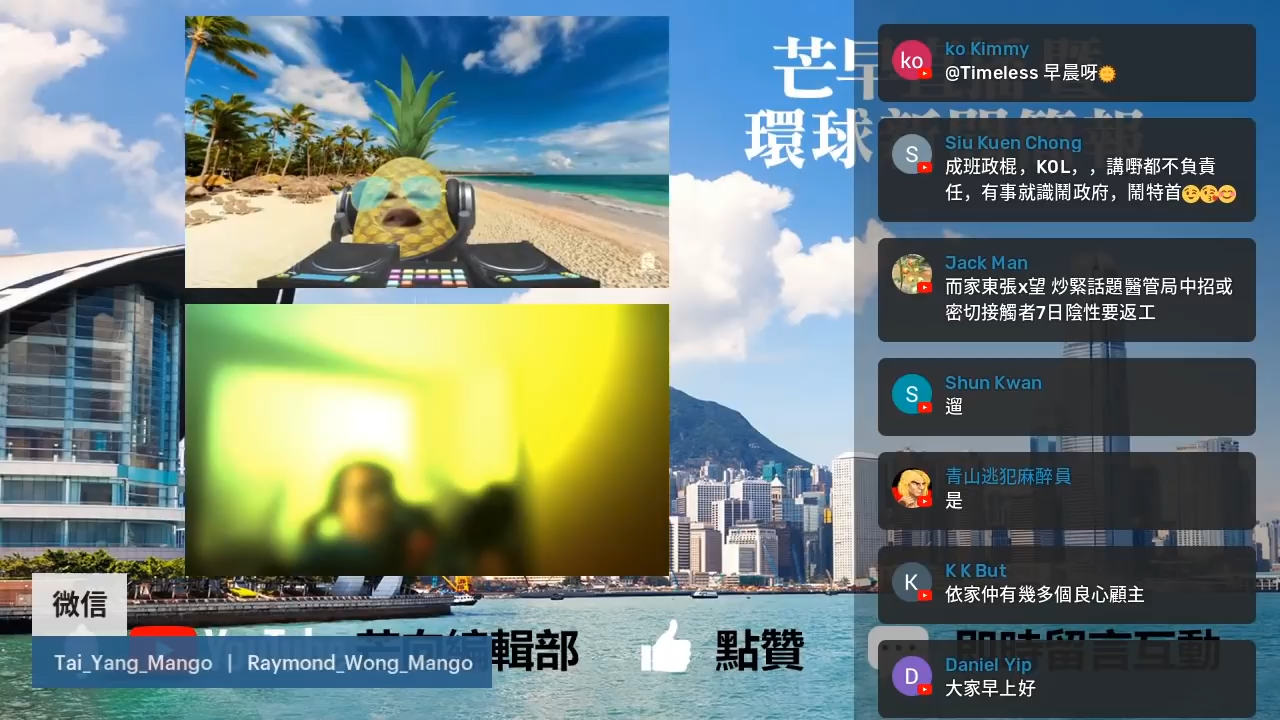 芒早
環球
ko Kimmy
@Timeless 早晨呀🌞
Siu Kuen Chong
成班政棍，KOL，，講嘢都不負責
任，有事就識鬧政府，鬧特首😉😘😊
Jack Man
而家東張x望 炒緊話題醫管局中招或
密切接觸者7日陰性要返工
Shun Kwan
遛
青山逃犯麻醉員
是
K K But
依家仲有幾多個良心顧主
Daniel Yip
大家早上好
微信
Tai_Yang_Mango | Raymond_Wong_Mango
編輯部
點贊
即時留言互動